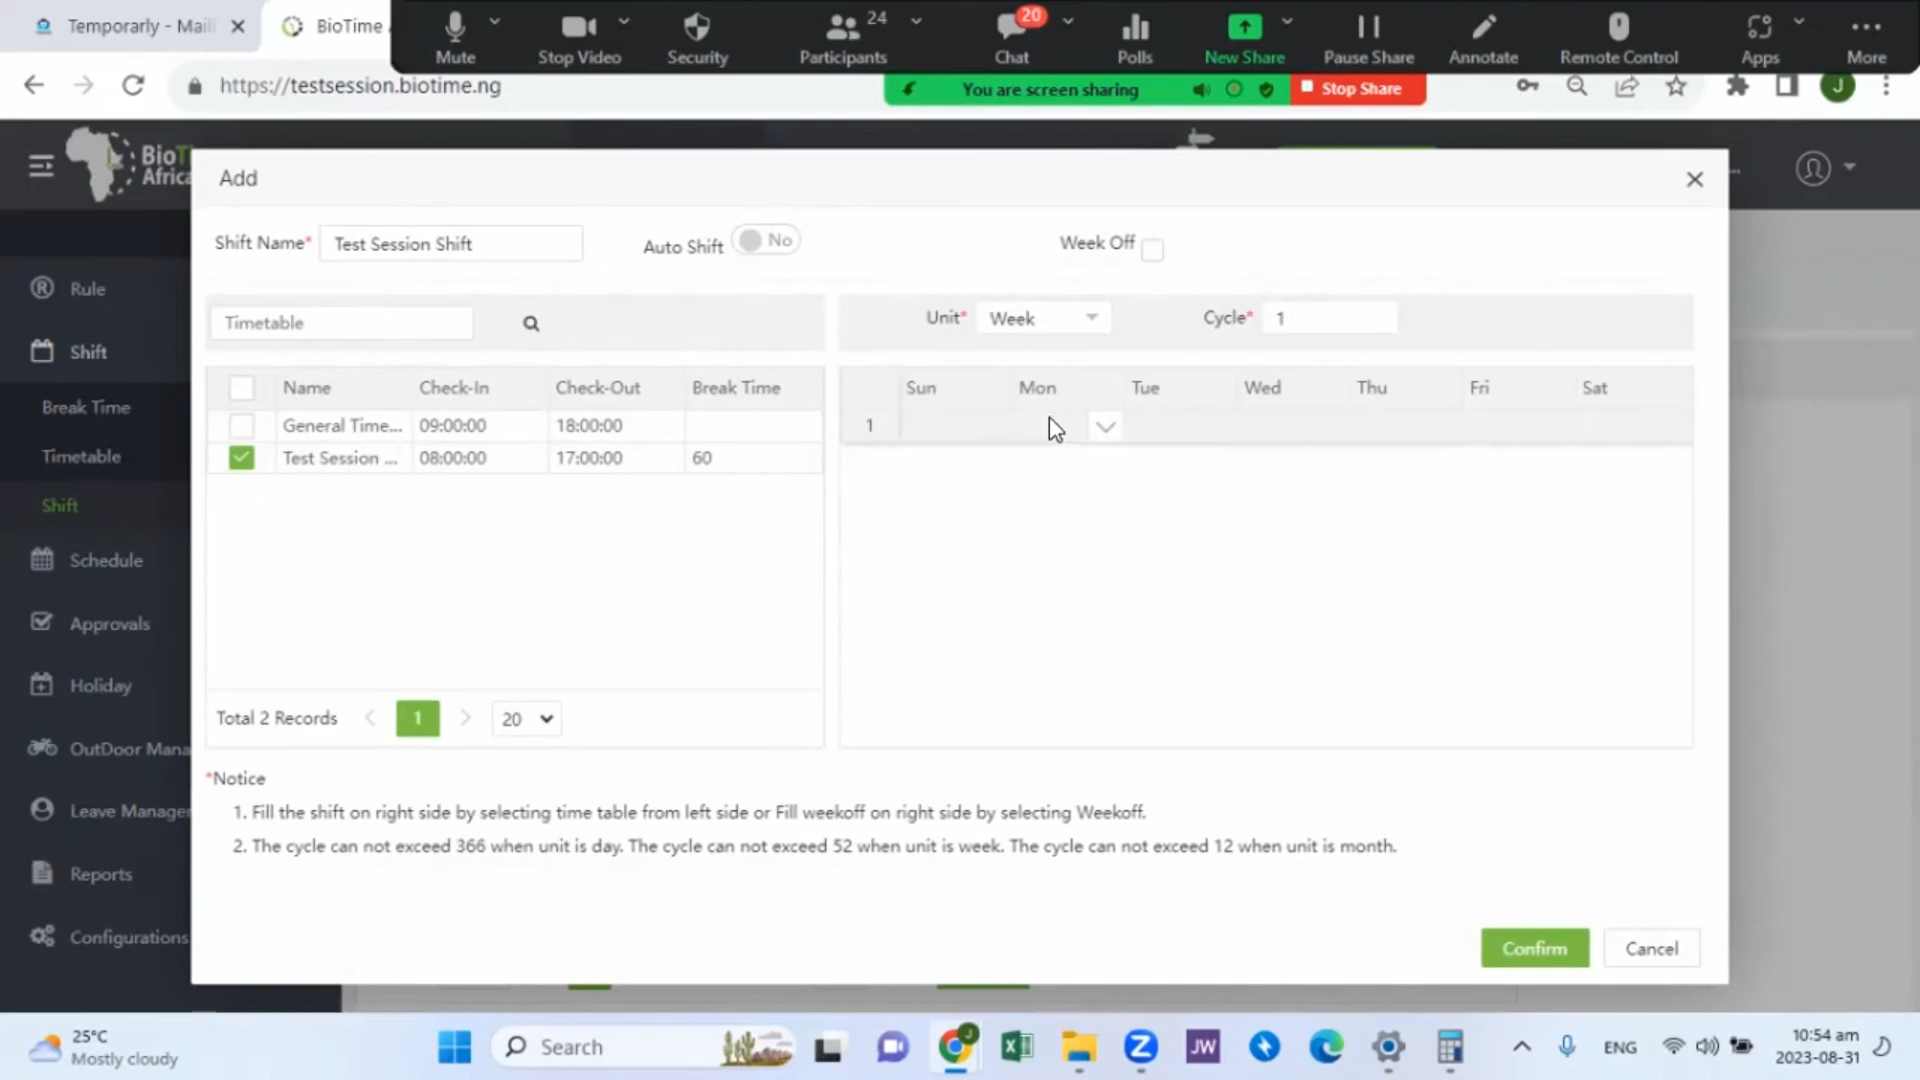 Temporarly - Mail
BioTime
Mute
Stop Video
Security
24
Participants
20
Chat
Polls
New Share
Pause Share
Annotate
Remote Control
Apps
More
https://testsession.biotime.ng
You are screen sharing
Stop Share
J
Africa
Add
Shift Name*
Test Session Shift
Auto Shift
No
Week Off
Rule
Shift
Break Time
Timetable
Shift
Schedule
Approvals
Holiday
OutDoor Mana
Leave Manager
Reports
Configurations
Timetable
Unit*
Week
Cycle*
1
Name Check-In Check-Out Break Time
General Time... 09:00:00 18:00:00
Test Session ... 08:00:00 17:00:00 60
Sun Mon Tue Wed Thu Fri Sat
1
Total 2 Records
1
20
*Notice
1. Fill the shift on right side by selecting time table from left side or Fill weekoff on right side by selecting Weekoff.
2. The cycle can not exceed 366 when unit is day. The cycle can not exceed 52 when unit is week. The cycle can not exceed 12 when unit is month.
Confirm
Cancel
25°C
Mostly cloudy
Search
J
JW
ENG
10:54 am
2023-08-31